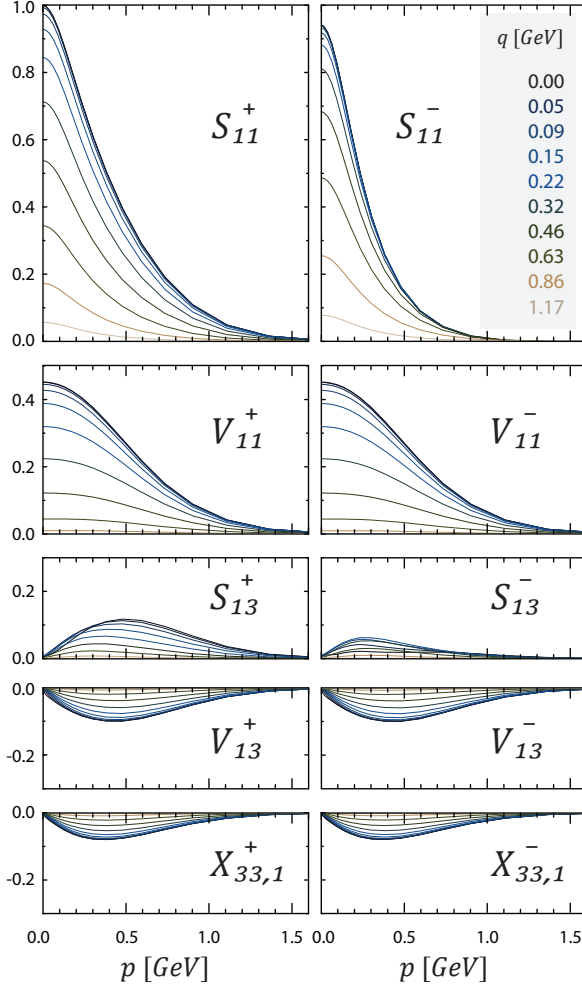 1.0
0.8
0.6
0.4
0.2
0.0
S₁₁⁺
S₁₁⁻
q [GeV]
0.00
0.05
0.09
0.15
0.22
0.32
0.46
0.63
0.86
1.17
0.4
0.2
0.0
V₁₁⁺
V₁₁⁻
0.2
0.0
S₁₃⁺
S₁₃⁻
0.0
-0.2
V₁₃⁺
V₁₃⁻
0.0
-0.2
X₃₃,₁⁺
X₃₃,₁⁻
0.0 0.5 1.0 1.5 0.0 0.5 1.0 1.5
p [GeV] p [GeV]